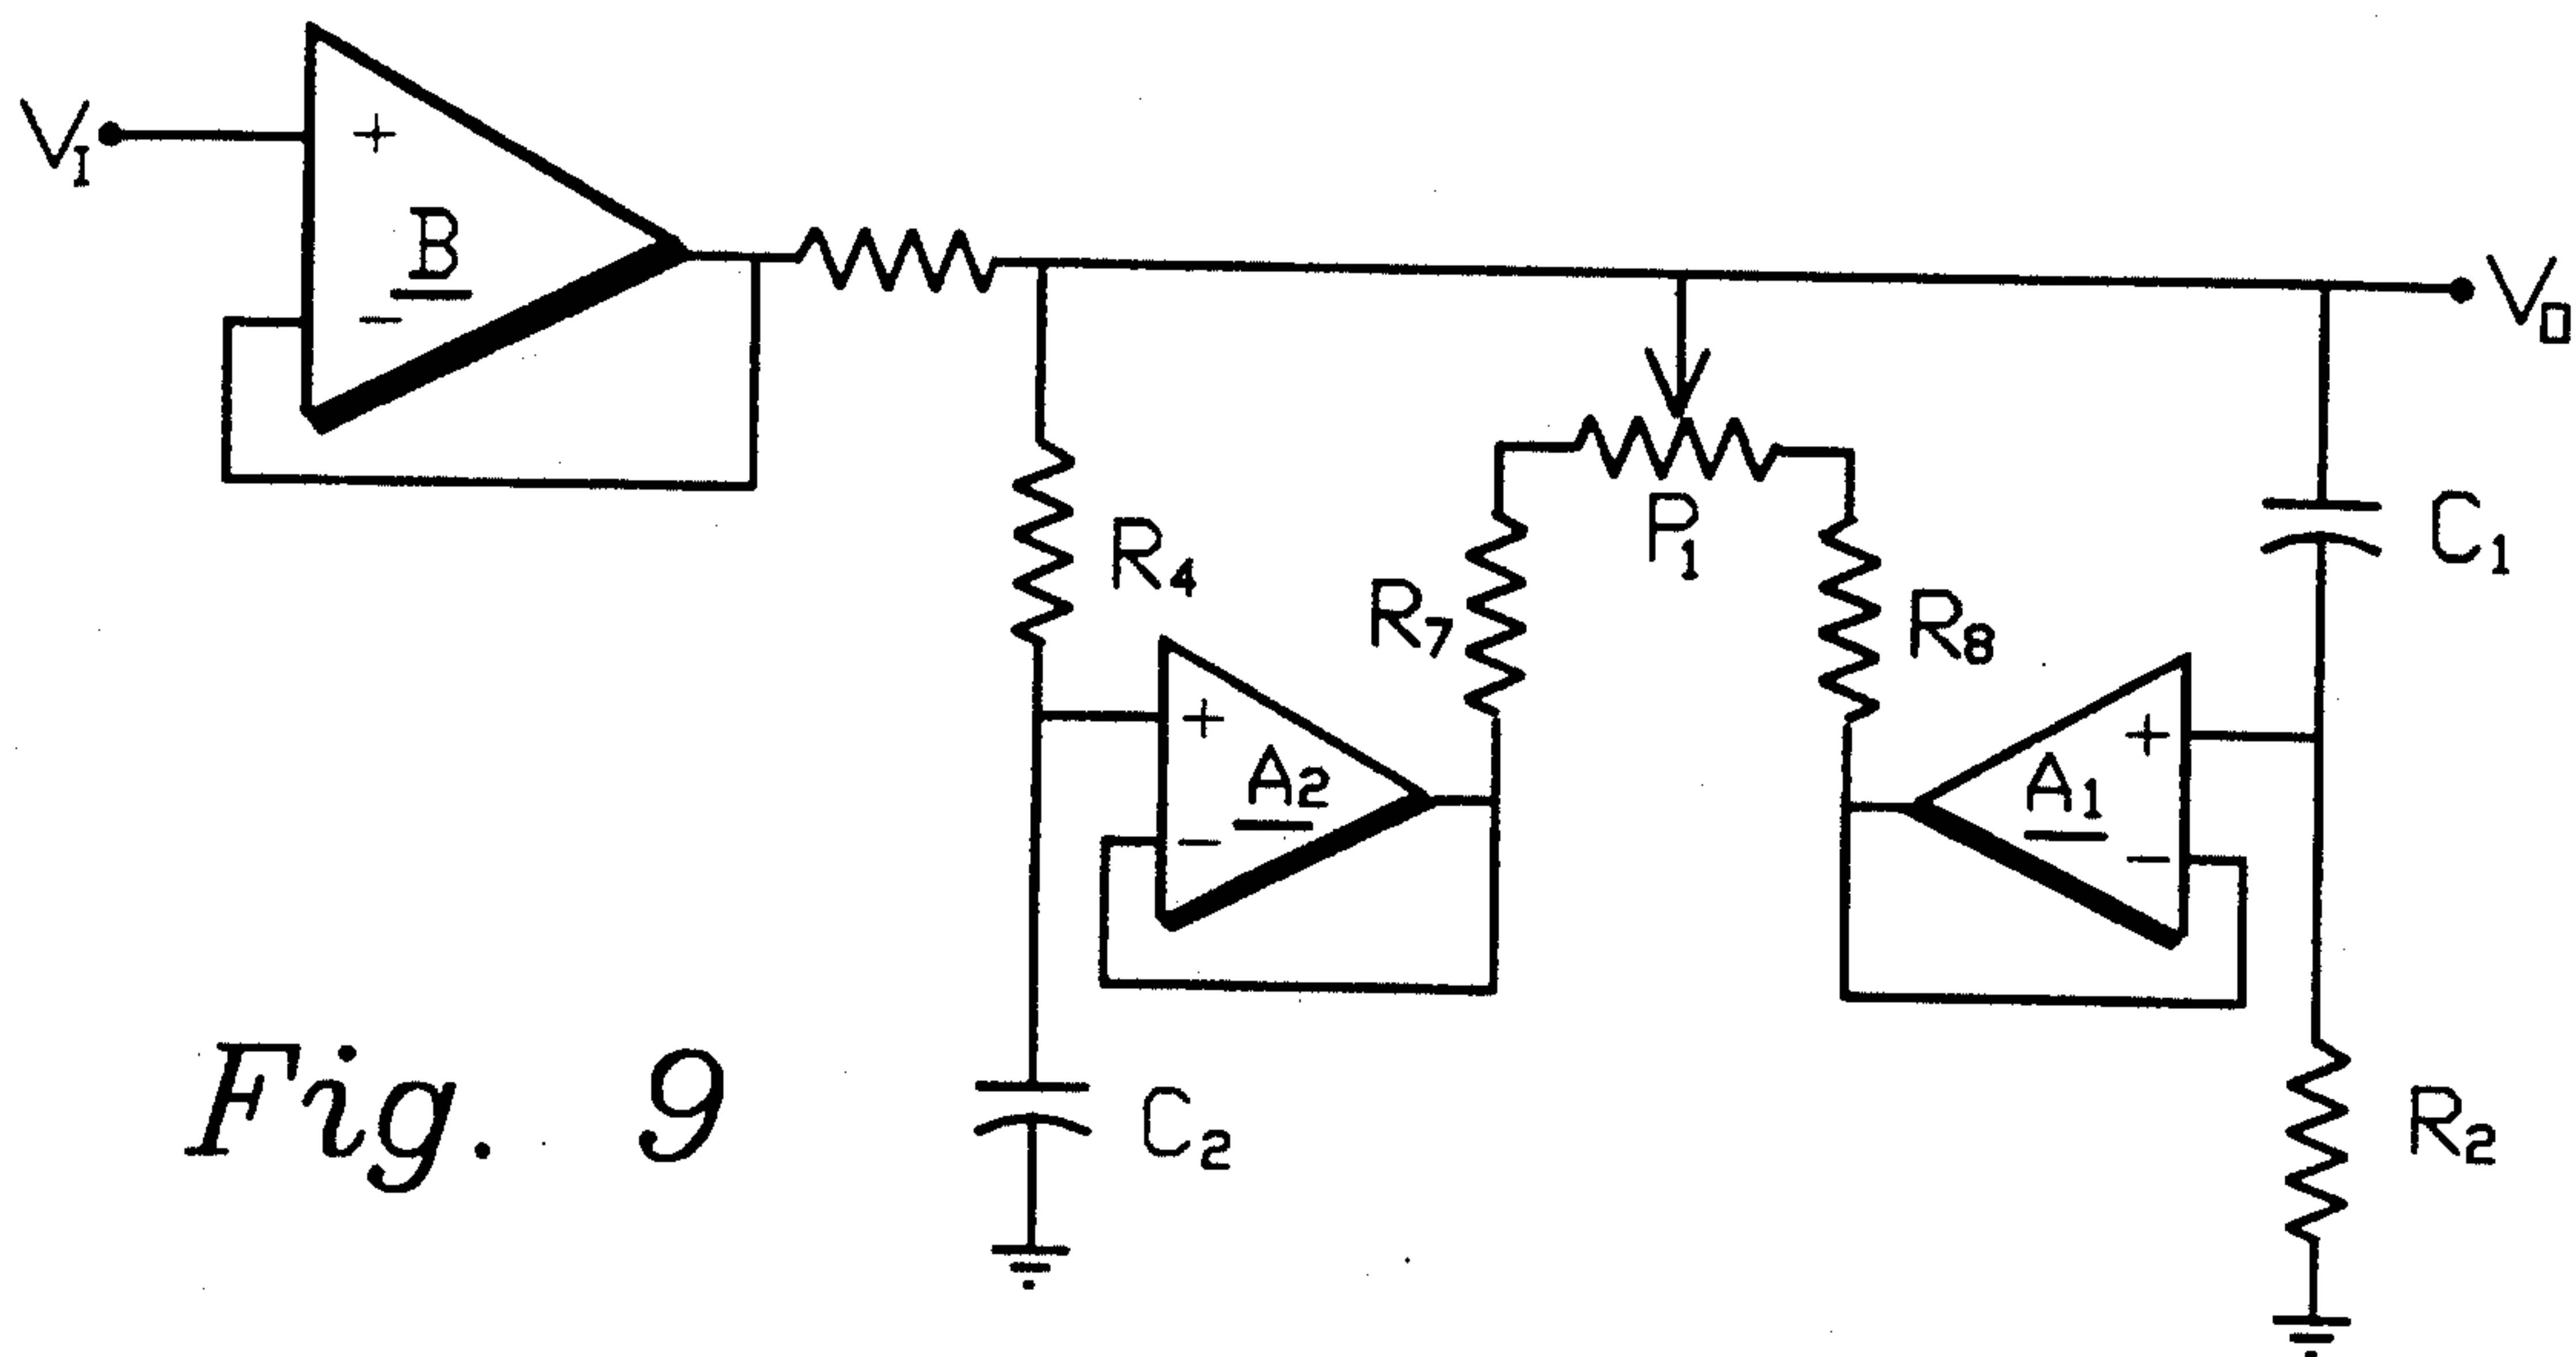 V_I
+
B
−
V_O
R_4
R_7
P_1
R_8
C_1
+
A_2
−
+
A_1
−
C_2
R_2
Fig. 9